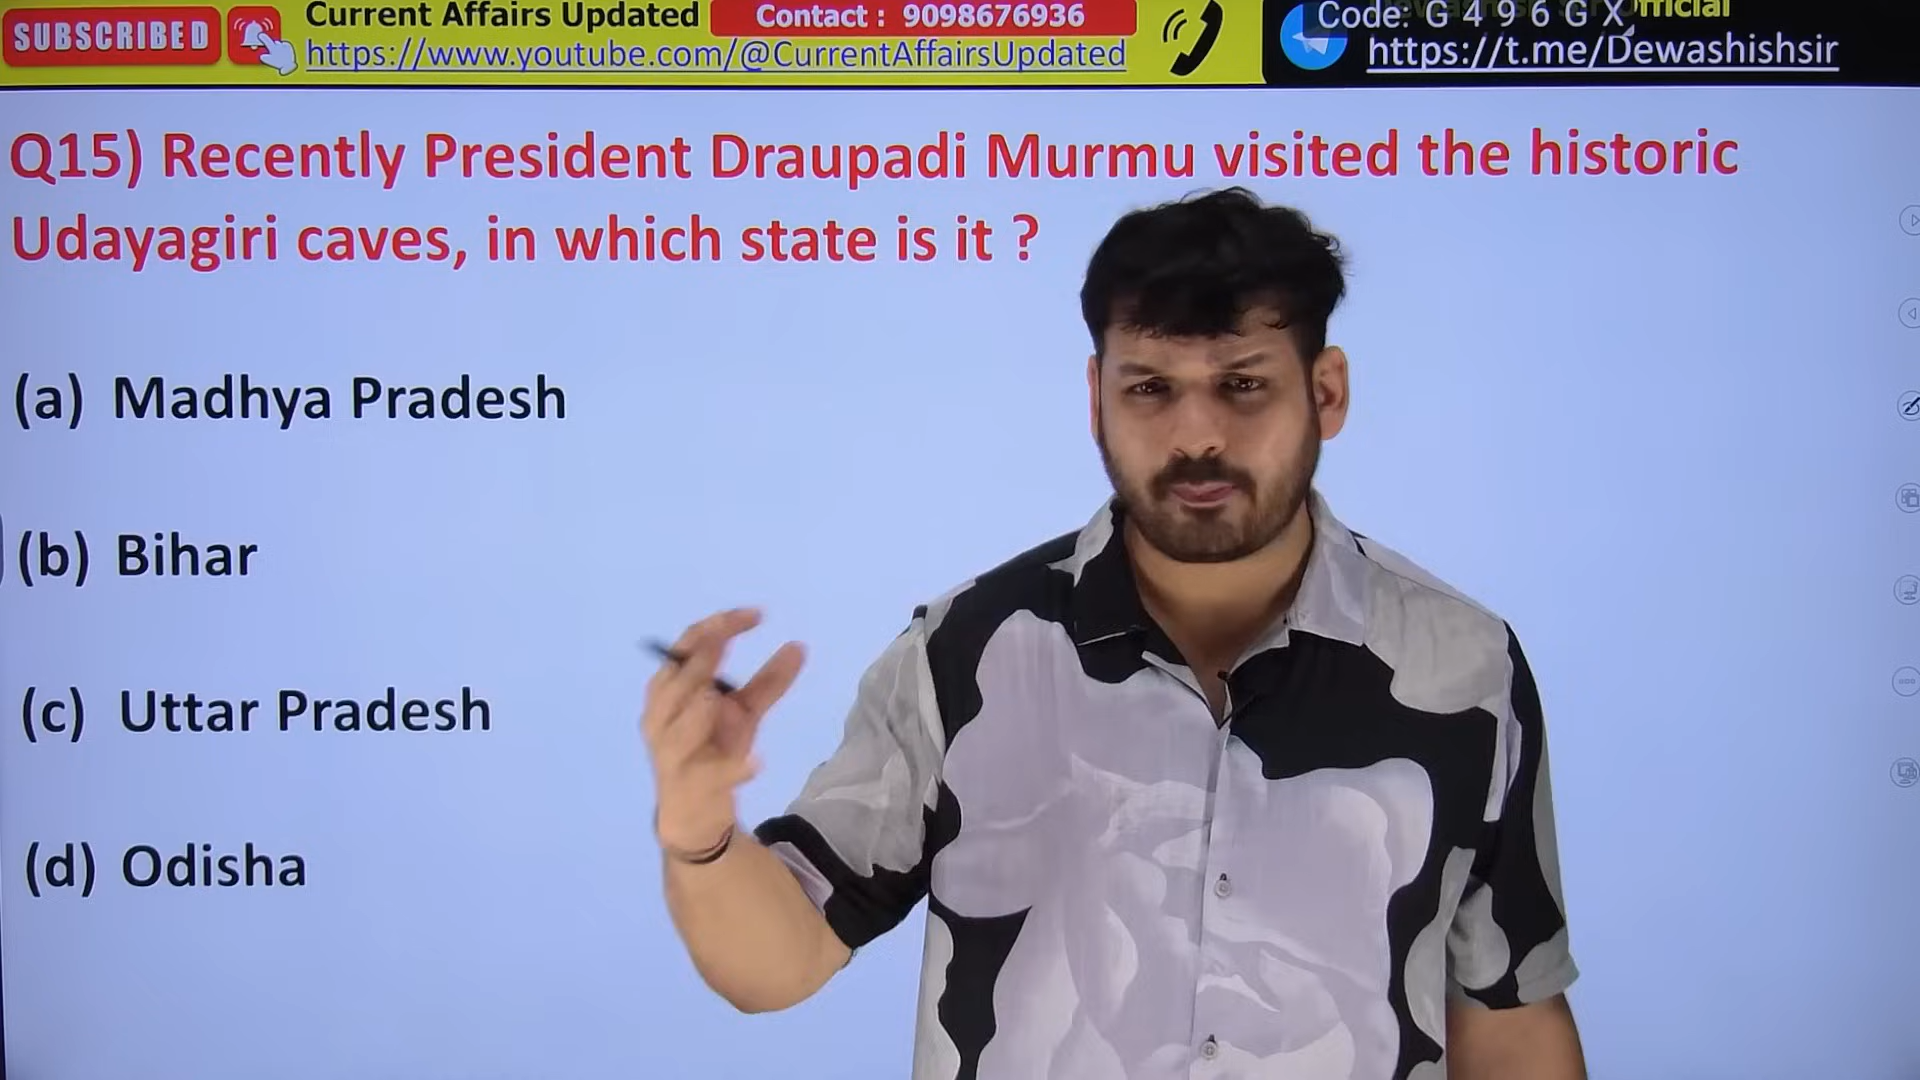 SUBSCRIBED
Current Affairs Updated
Contact : 9098676936
https://www.youtube.com/@CurrentAffairsUpdated
Code: G 4 9 6 G X
https://t.me/Dewashishsir
Q15) Recently President Draupadi Murmu visited the historic
Udayagiri caves, in which state is it ?
(a) Madhya Pradesh
(b) Bihar
(c) Uttar Pradesh
(d) Odisha